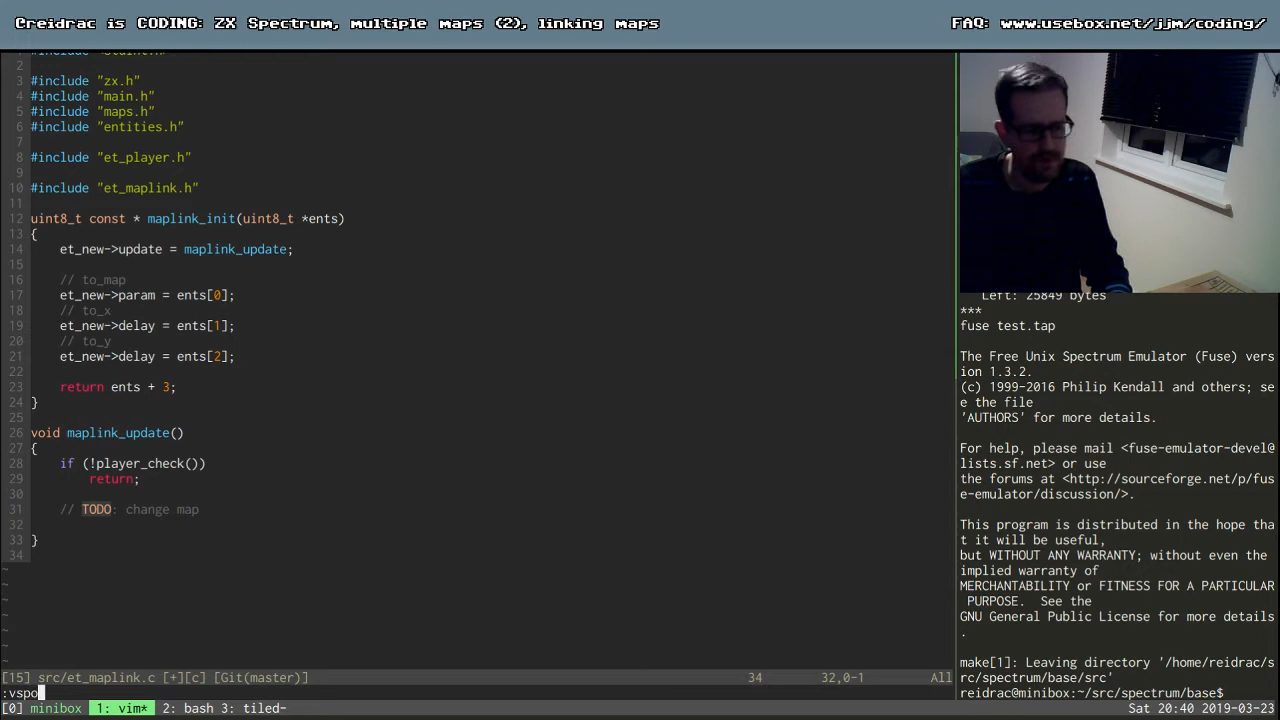 Creidrac is CODING: ZX Spectrum, multiple maps (2), linking maps
FAQ: www.usebox.net/jjm/coding/
1 #include <stdint.h>
2
3 #include "zx.h"
4 #include "main.h"
5 #include "maps.h"
6 #include "entities.h"
7
8 #include "et_player.h"
9
10 #include "et_maplink.h"
11
12 uint8_t const * maplink_init(uint8_t *ents)
13 {
14 et_new->update = maplink_update;
15
16 // to_map
17 et_new->param = ents[0];
18 // to_x
19 et_new->delay = ents[1];
20 // to_y
21 et_new->delay = ents[2];
22
23 return ents + 3;
24 }
25
26 void maplink_update()
27 {
28 if (!player_check())
29 return;
30
31 // TODO: change map
32
33 }
34
~
~
~
~
~
~
~
[15] src/et_maplink.c [+][c] [Git(master)] 34 32,0-1 All
:vspo
Left: 25849 bytes
***
fuse test.tap
The Free Unix Spectrum Emulator (Fuse) vers
ion 1.3.2.
(c) 1999-2016 Philip Kendall and others; se
e the file
'AUTHORS' for more details.
For help, please mail <fuse-emulator-devel@
lists.sf.net> or use
the forums at <http://sourceforge.net/p/fus
e-emulator/discussion/>.
This program is distributed in the hope tha
t it will be useful,
but WITHOUT ANY WARRANTY; without even the
implied warranty of
MERCHANTABILITY or FITNESS FOR A PARTICULAR
PURPOSE. See the
GNU General Public License for more details
.
make[1]: Leaving directory '/home/reidrac/s
rc/spectrum/base/src'
reidrac@minibox:~/src/spectrum/base$
[0] minibox 1: vim* 2: bash 3: tiled- Sat 20:40 2019-03-23